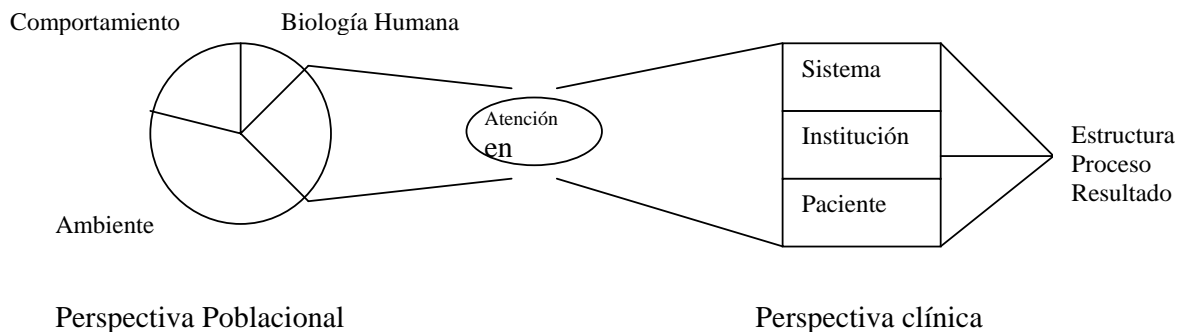 Comportamiento
Biología Humana
Ambiente
Atención
en
Sistema
Institución
Paciente
Estructura
Proceso
Resultado
Perspectiva Poblacional
Perspectiva clínica